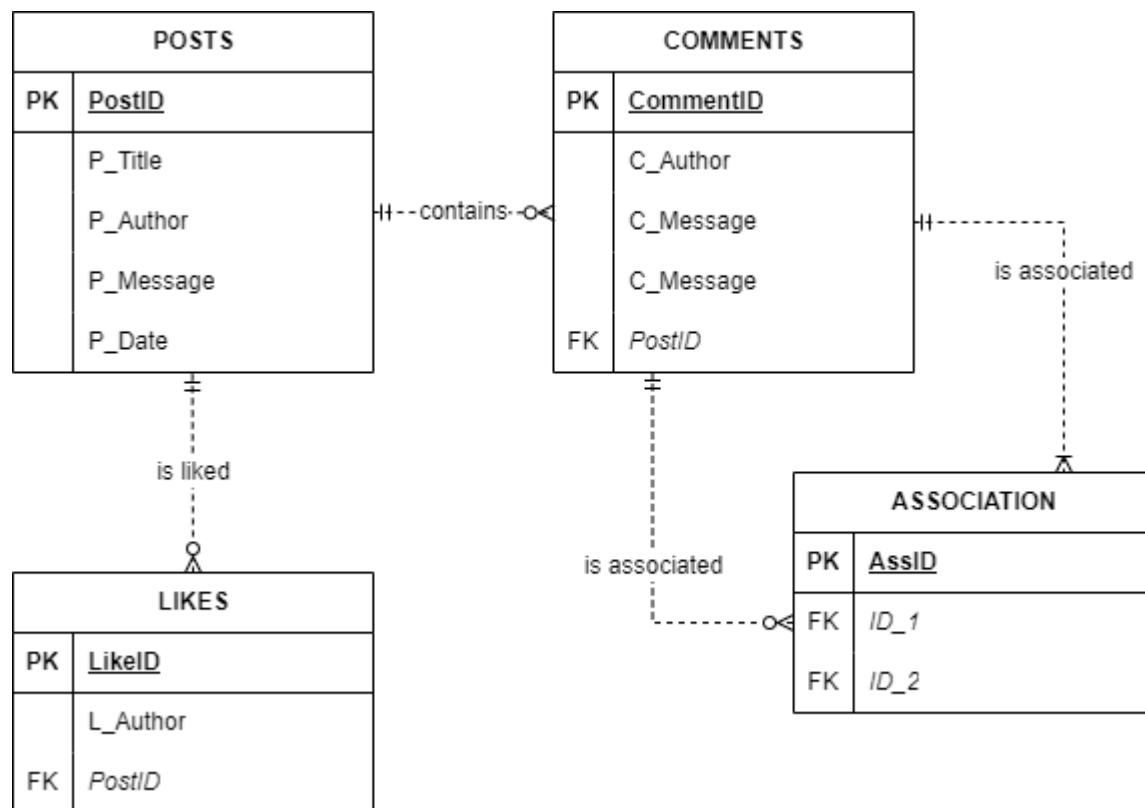 POSTS
PK PostID
P_Title
P_Author
P_Message
P_Date
contains
COMMENTS
PK CommentID
C_Author
C_Message
C_Message
FK PostID
is associated
is liked
is associated
LIKES
PK LikeID
L_Author
FK PostID
ASSOCIATION
PK AssID
FK ID_1
FK ID_2